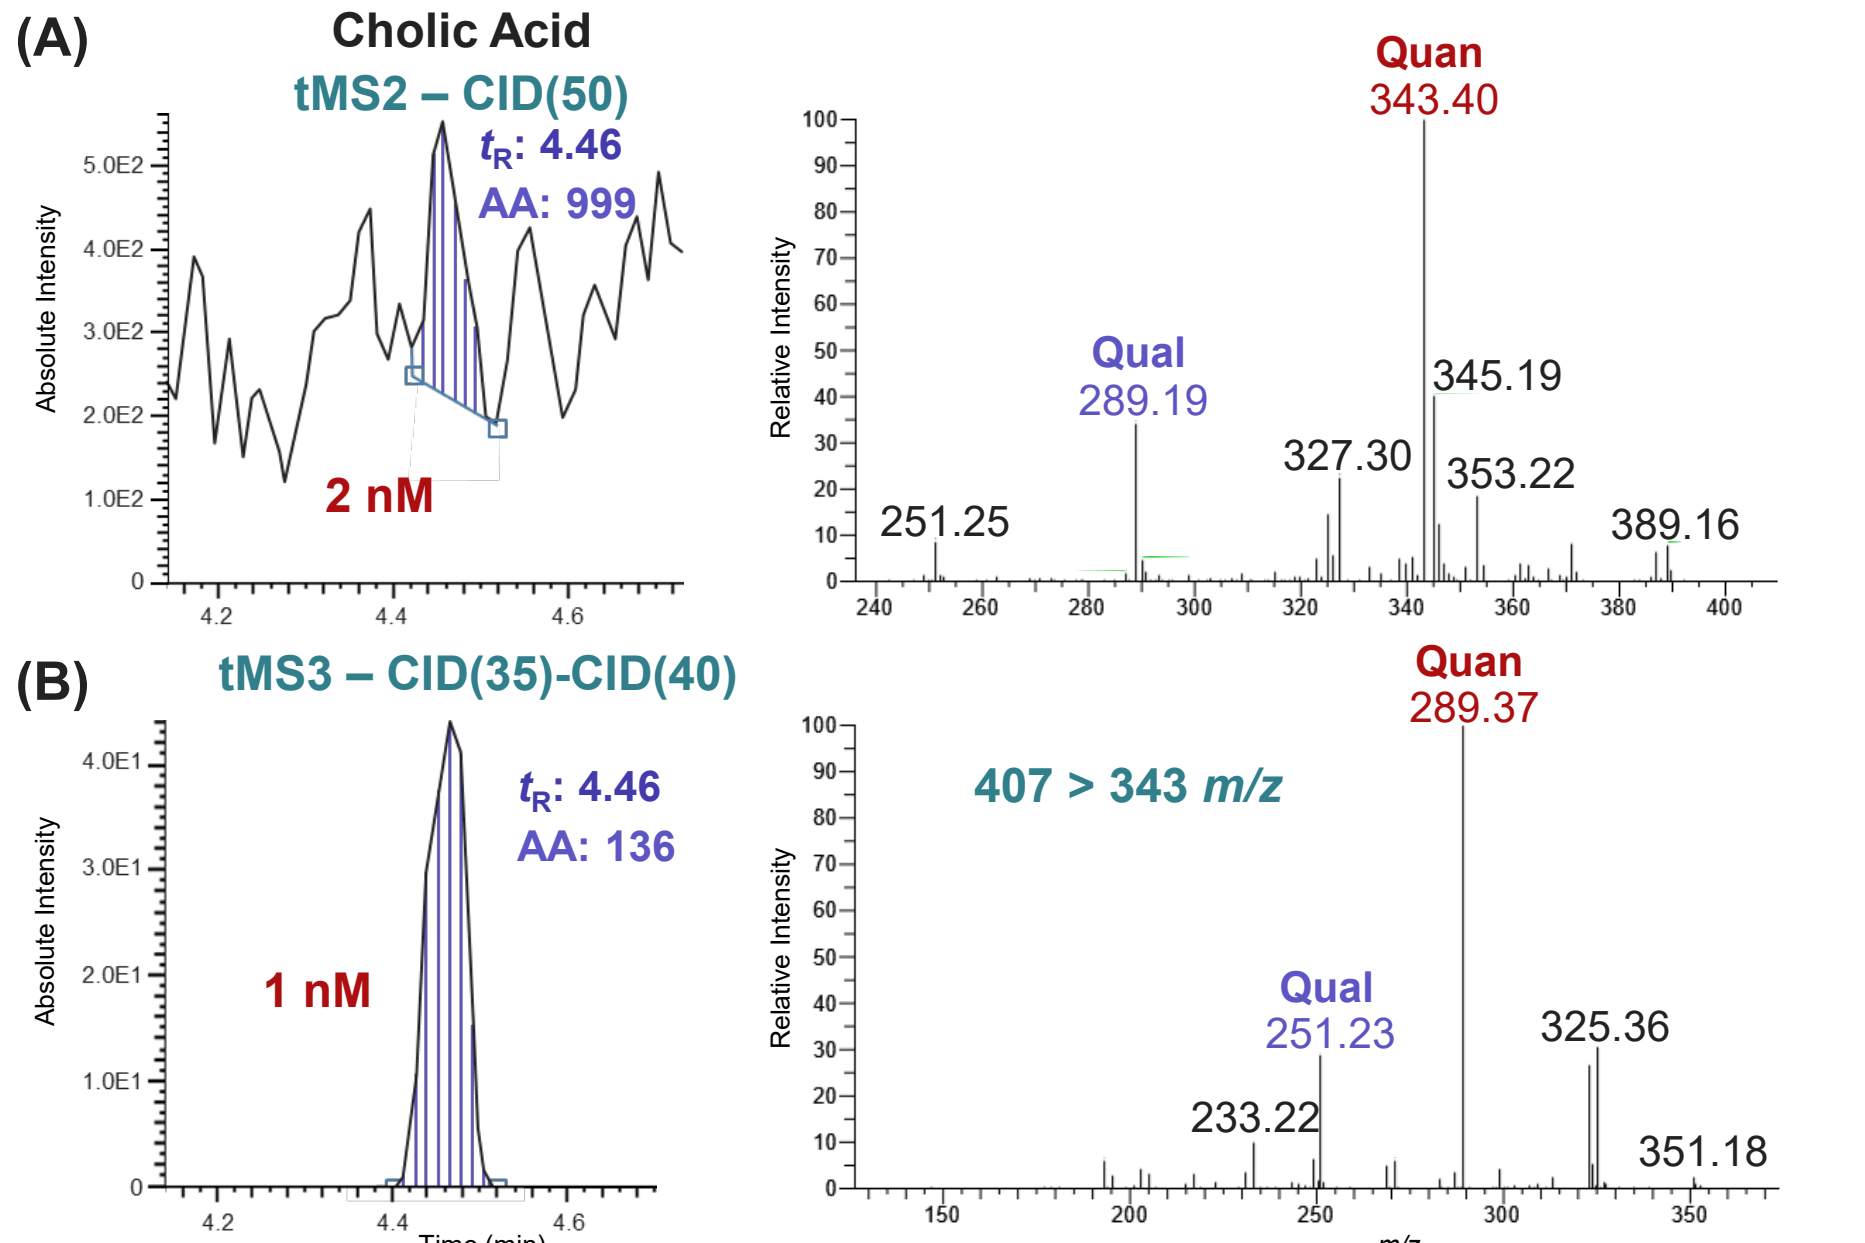 (A)
Cholic Acid
tMS2 – CID(50)
tR: 4.46
AA: 999
2 nM
Absolute Intensity
5.0E2
4.0E2
3.0E2
2.0E2
1.0E2
0
4.2 4.4 4.6
Quan
343.40
Qual
289.19
345.19
327.30
353.22
251.25
389.16
Relative Intensity
100
90
80
70
60
50
40
30
20
10
0
240 260 280 300 320 340 360 380 400
(B)
tMS3 – CID(35)-CID(40)
tR: 4.46
AA: 136
1 nM
Absolute Intensity
4.0E1
3.0E1
2.0E1
1.0E1
0
4.2 4.4 4.6
Time (min)
Quan
289.37
407 > 343 m/z
Qual
251.23
325.36
233.22
351.18
Relative Intensity
100
90
80
70
60
50
40
30
20
10
0
150 200 250 300 350
m/z